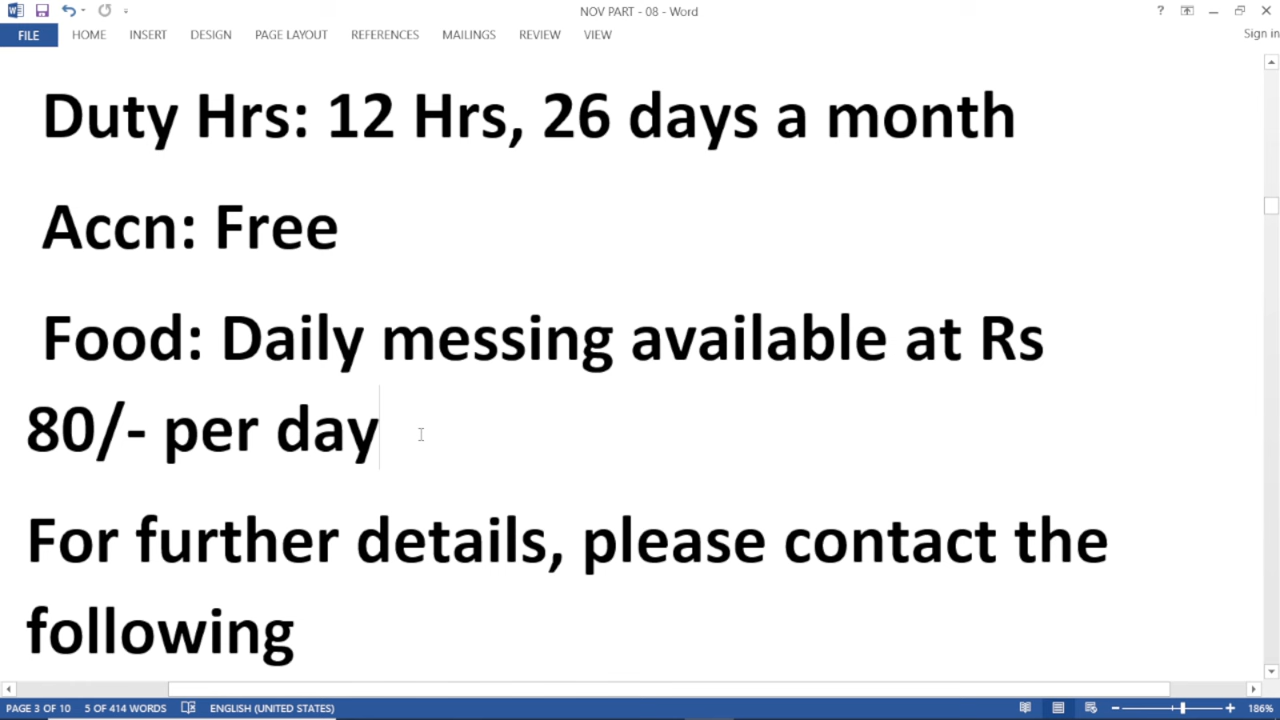 NOV PART - 08 - Word
?
Sign in
FILE HOME INSERT DESIGN PAGE LAYOUT REFERENCES MAILINGS REVIEW VIEW
Duty Hrs: 12 Hrs, 26 days a month
Accn: Free
Food: Daily messing available at Rs
80/- per day
For further details, please contact the
following
PAGE 3 OF 10 5 OF 414 WORDS ENGLISH (UNITED STATES) 186%